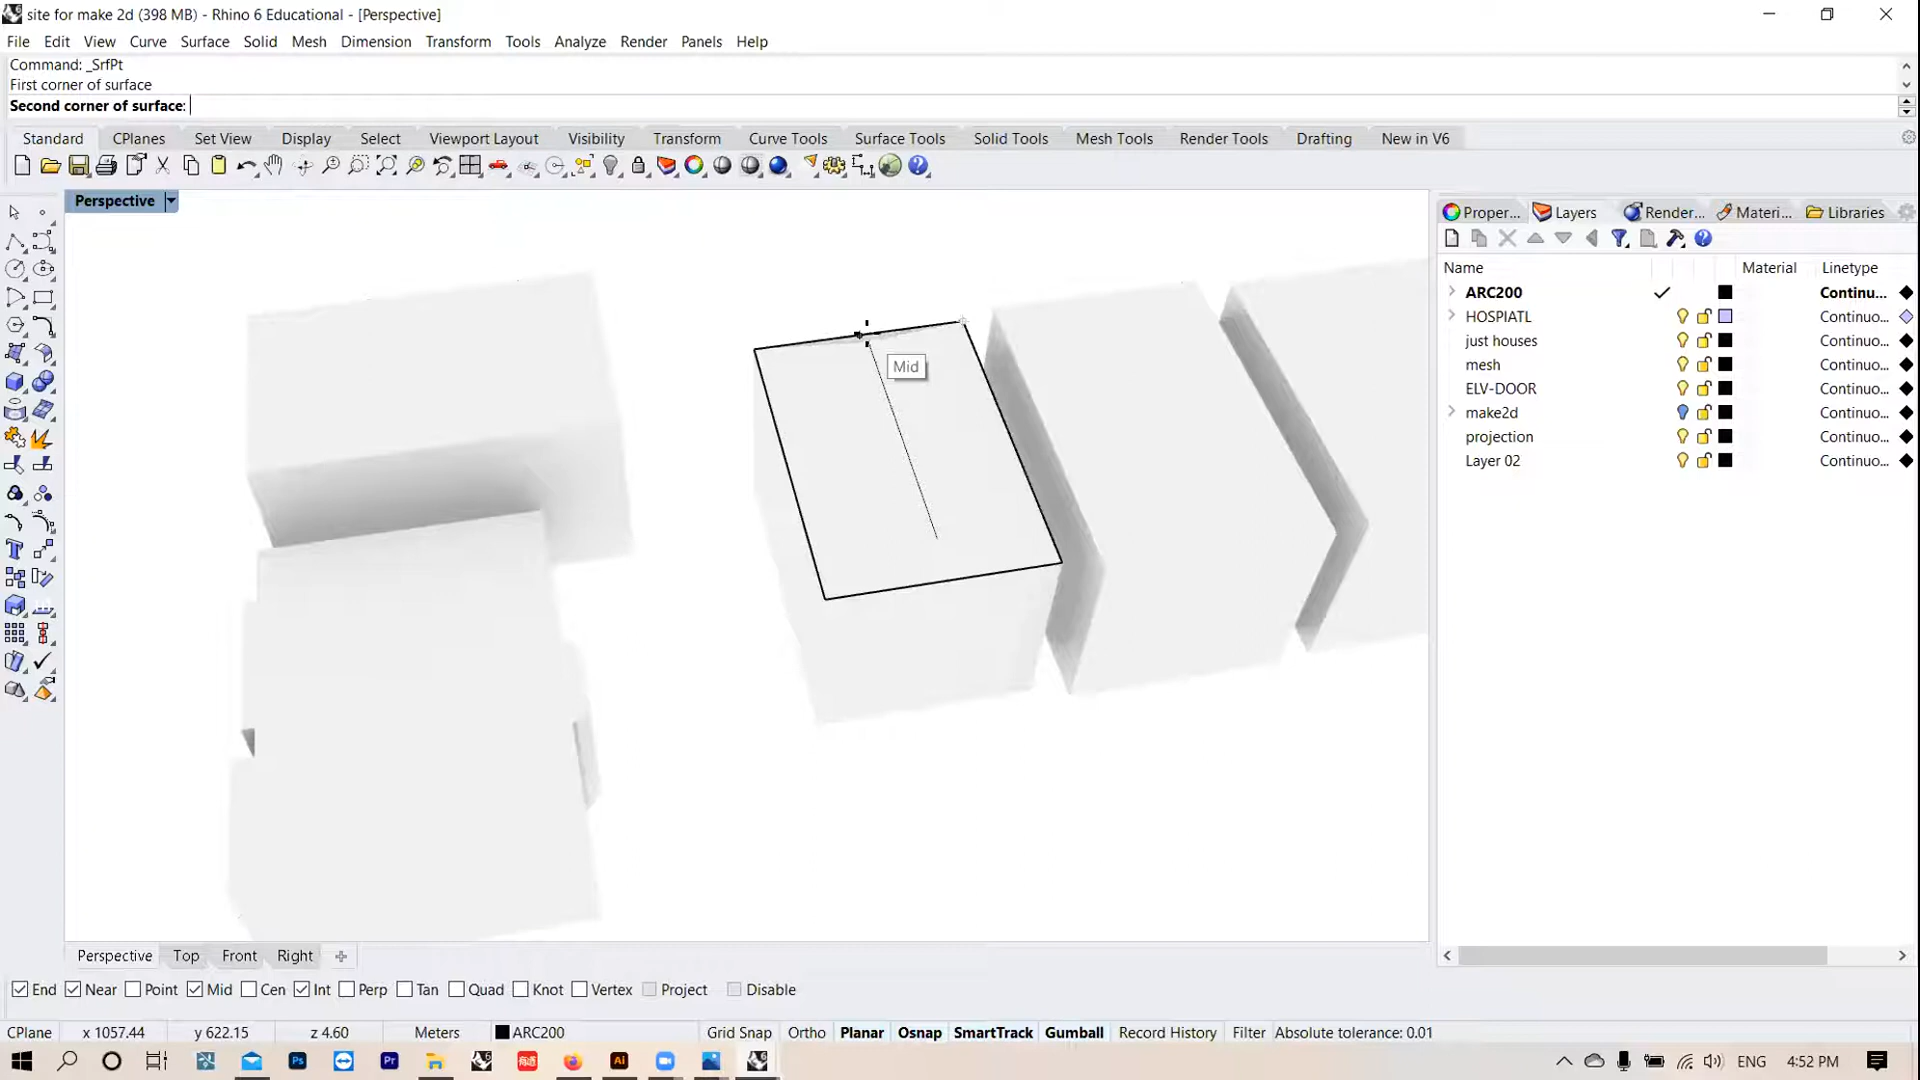 site for make 2d (398 MB) - Rhino 6 Educational - [Perspective]
File Edit View Curve Surface Solid Mesh Dimension Transform Tools Analyze Render Panels Help
Command: _SrfPt
First corner of surface
Second corner of surface:
Standard CPlanes Set View Display Select Viewport Layout Visibility Transform Curve Tools Surface Tools Solid Tools Mesh Tools Render Tools Drafting New in V6
Perspective
Proper... Layers Render... Materi... Libraries
Name Material Linetype
ARC200 Continu...
HOSPIATL Continuo...
just houses Continuo...
mesh Continuo...
ELV-DOOR Continuo...
make2d Continuo...
projection Continuo...
Layer 02 Continuo...
Mid
Perspective Top Front Right
End Near Point Mid Cen Int Perp Tan Quad Knot Vertex Project Disable
CPlane x 1057.44 y 622.15 z 4.60 Meters ARC200 Grid Snap Ortho Planar Osnap SmartTrack Gumball Record History Filter Absolute tolerance: 0.01
Ps Pr Ai ENG 4:52 PM